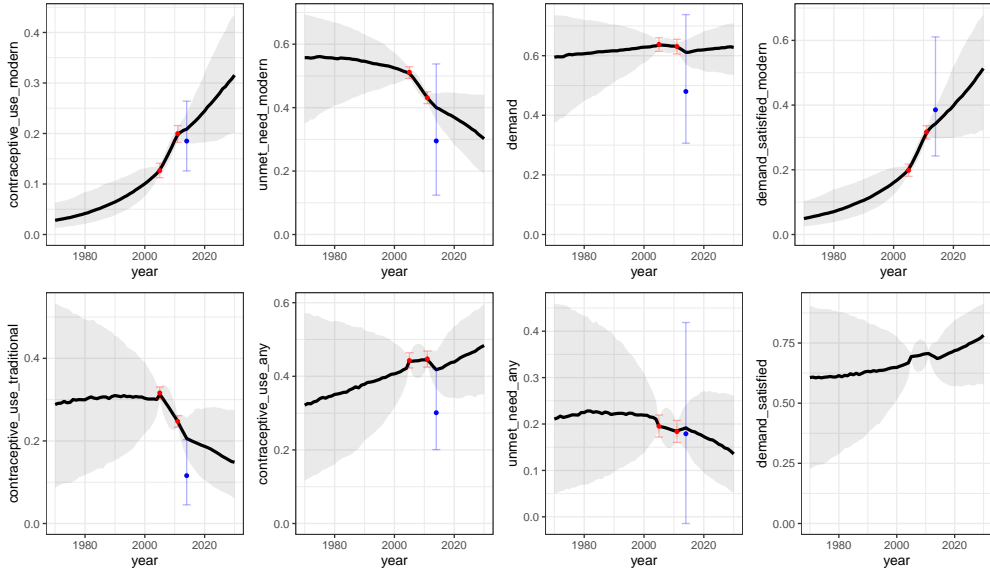 contraceptive_use_modern
0.4
0.3
0.2
0.1
0.0
1980 2000 2020
year
unmet_need_modern
0.6
0.4
0.2
0.0
1980 2000 2020
year
demand
0.6
0.4
0.2
0.0
1980 2000 2020
year
demand_satisfied_modern
0.6
0.4
0.2
0.0
1980 2000 2020
year
contraceptive_use_traditional
0.4
0.2
0.0
1980 2000 2020
year
contraceptive_use_any
0.6
0.4
0.2
0.0
1980 2000 2020
year
unmet_need_any
0.4
0.3
0.2
0.1
0.0
1980 2000 2020
year
demand_satisfied
0.75
0.50
0.25
0.00
1980 2000 2020
year